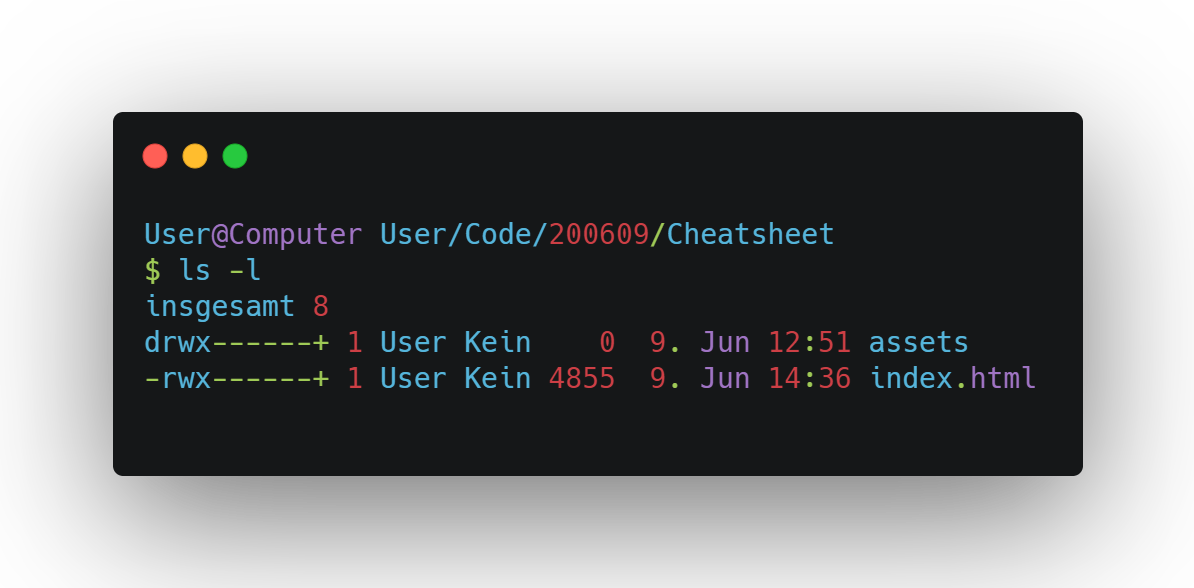 User@Computer User/Code/200609/Cheatsheet
$ ls -l
insgesamt 8
drwx------+ 1 User Kein    0  9. Jun 12:51 assets
-rwx------+ 1 User Kein 4855  9. Jun 14:36 index.html